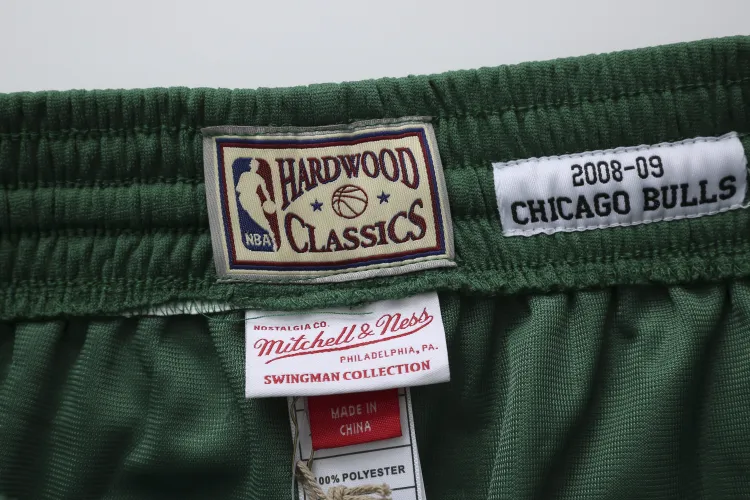 HARDWOOD
CLASSICS
NBA
2008-09
CHICAGO BULLS
NOSTALGIA CO.
Mitchell & Ness
PHILADELPHIA, PA.
SWINGMAN COLLECTION
MADE IN
CHINA
00% POLYESTER